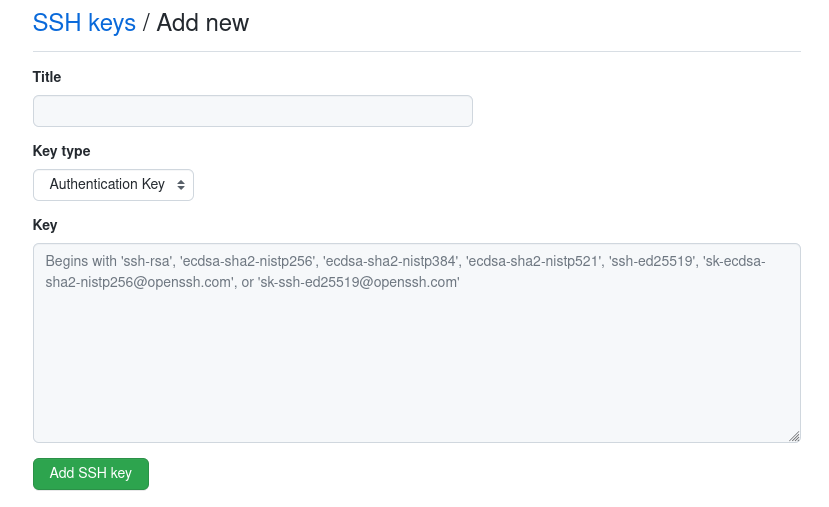 SSH keys / Add new
Title
Key type
Authentication Key
Key
Begins with 'ssh-rsa', 'ecdsa-sha2-nistp256', 'ecdsa-sha2-nistp384', 'ecdsa-sha2-nistp521', 'ssh-ed25519', 'sk-ecdsa-
sha2-nistp256@openssh.com', or 'sk-ssh-ed25519@openssh.com'
Add SSH key